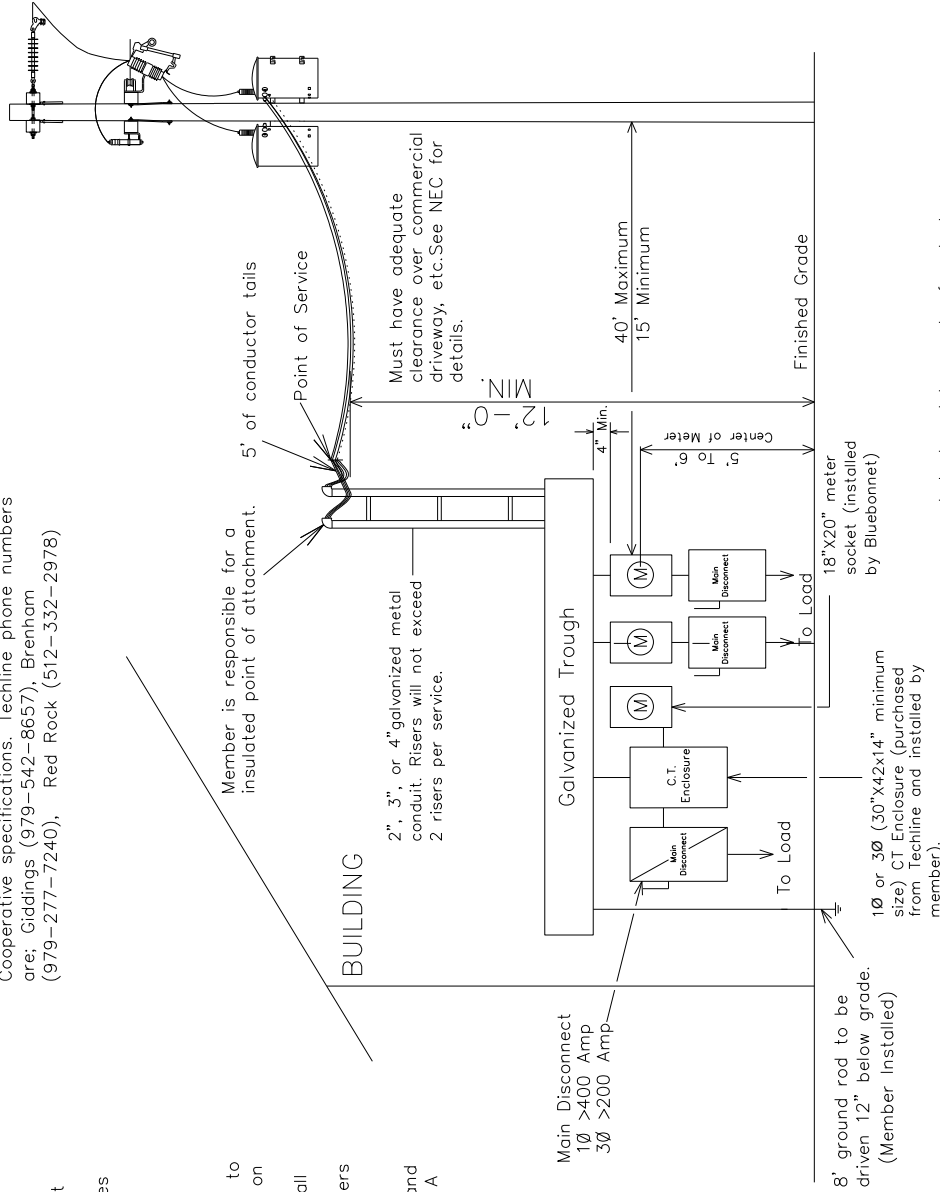 Cooperative specifications. Techline phone numbers
are; Giddings (979-542-8657), Brenham
(979-277-7240), Red Rock (512-332-2978)
to
on
all
and
A
5' of conductor tails
Point of Service
Member is responsible for a
insulated point of attachment.
Must have adequate
clearance over commercial
driveway, etc.See NEC for
details.
2", 3", or 4"galvanized metal
conduit. Risers will not exceed
2 risers per service.
BUILDING
12'-0"
MIN.
40' Maximum
15' Minimum
4" Min.
5' To 6'
Center of Meter
Finished Grade
Galvanized Trough
M
M
M
Main
Disconnect
Main
Disconnect
C.T.
Enclosure
Main
Disconnect
To Load
To Load
To Load
Main Disconnect
1Ø >400 Amp
3Ø >200 Amp
18"X20" meter
socket (installed
by Bluebonnet)
1Ø or 3Ø (30"X42x14" minimum
size) CT Enclosure (purchased
from Techline and installed by
member).
8' ground rod to be
driven 12" below grade.
(Member Installed)